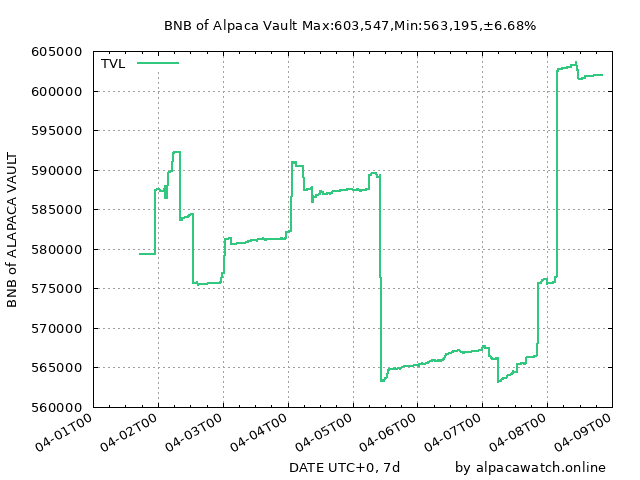 BNB of Alpaca Vault Max:603,547,Min:563,195,±6.68%
TVL
605000
600000
595000
590000
585000
580000
575000
570000
565000
560000
BNB of ALAPACA VAULT
04-01T00
04-02T00
04-03T00
04-04T00
04-05T00
04-06T00
04-07T00
04-08T00
04-09T00
DATE UTC+0, 7d
by alpacawatch.online